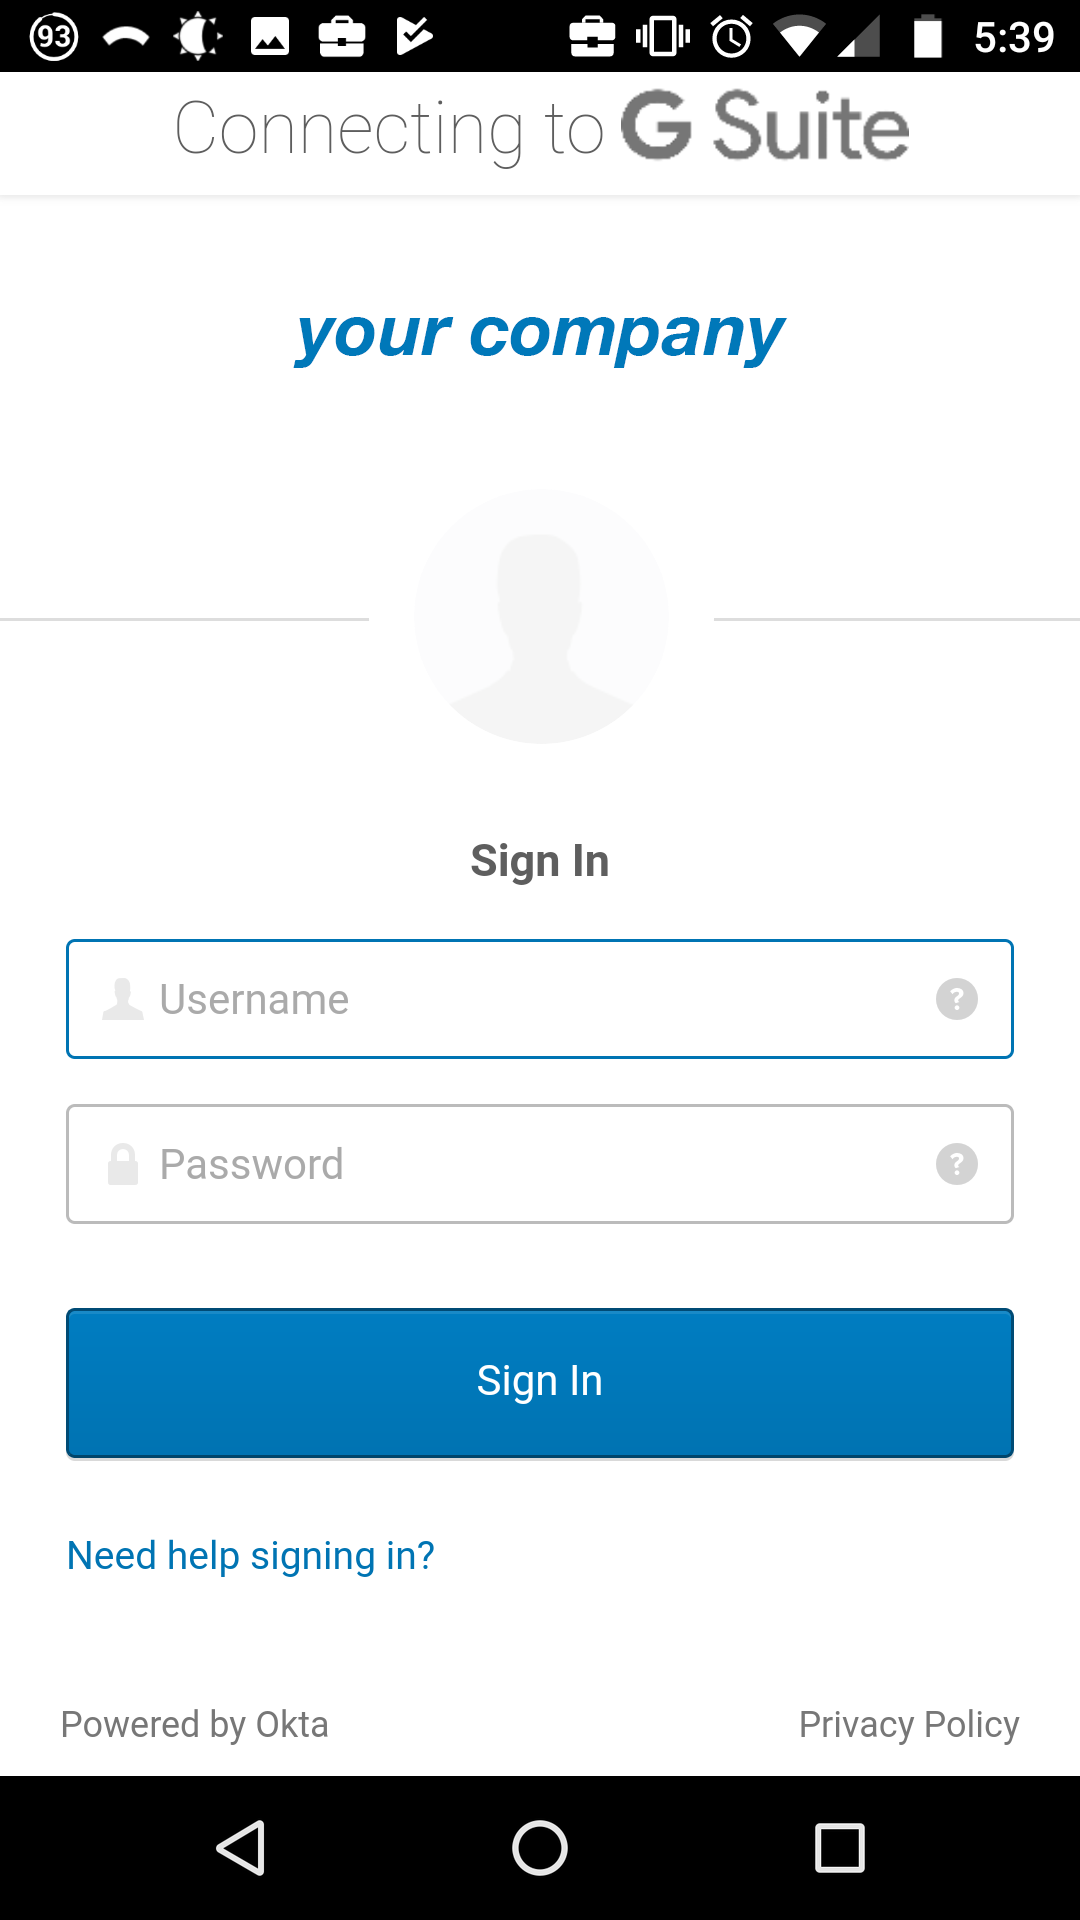 93 5:39
Connecting to G Suite
your company
Sign In
Username ?
Password ?
Sign In
Need help signing in?
Powered by Okta Privacy Policy